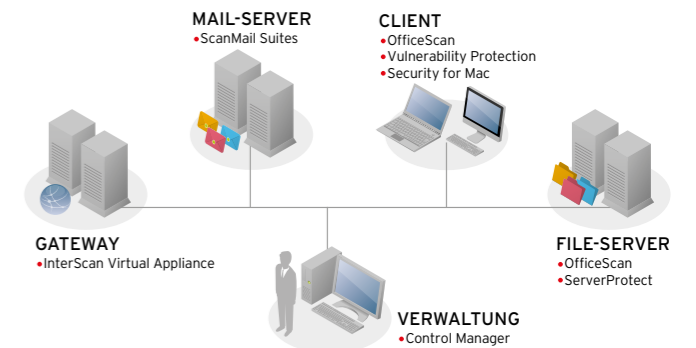 MAIL-SERVER
•ScanMail Suites
CLIENT
•OfficeScan
•Vulnerability Protection
•Security for Mac
GATEWAY
•InterScan Virtual Appliance
FILE-SERVER
•OfficeScan
•ServerProtect
VERWALTUNG
•Control Manager